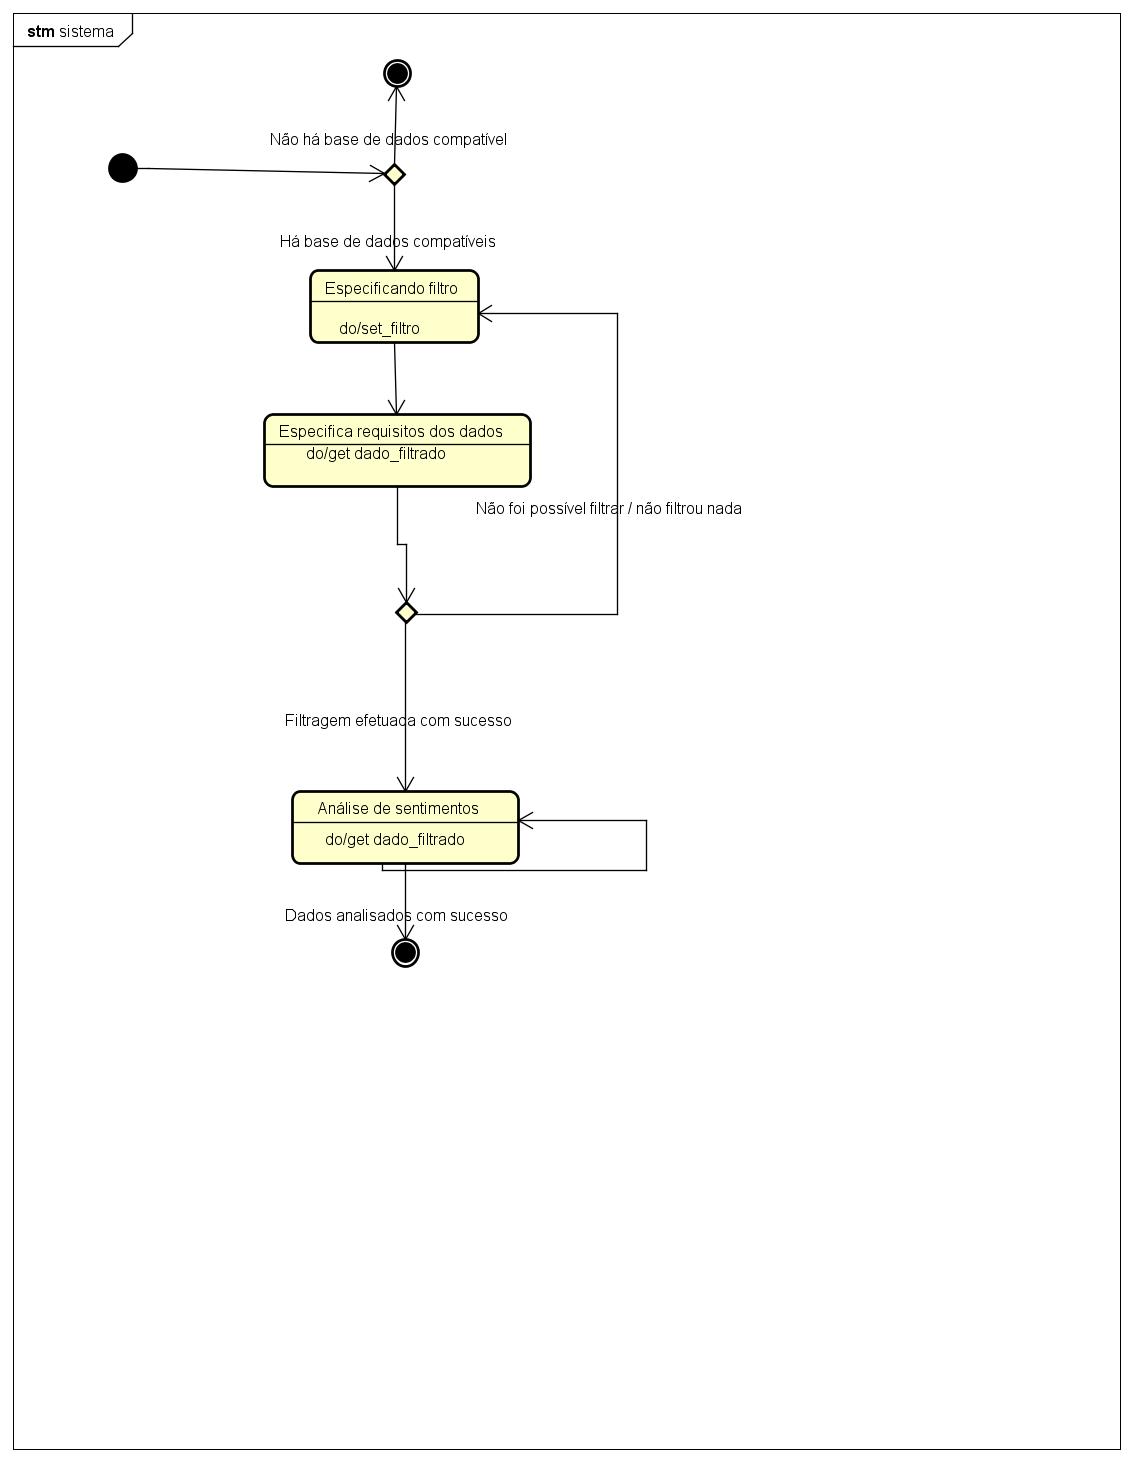 stm sistema
Não há base de dados compatível
Há base de dados compatíveis
Especificando filtro
do/set_filtro
Especifica requisitos dos dados
do/get dado_filtrado
Não foi possível filtrar / não filtrou nada
Filtragem efetuada com sucesso
Análise de sentimentos
do/get dado_filtrado
Dados analisados com sucesso